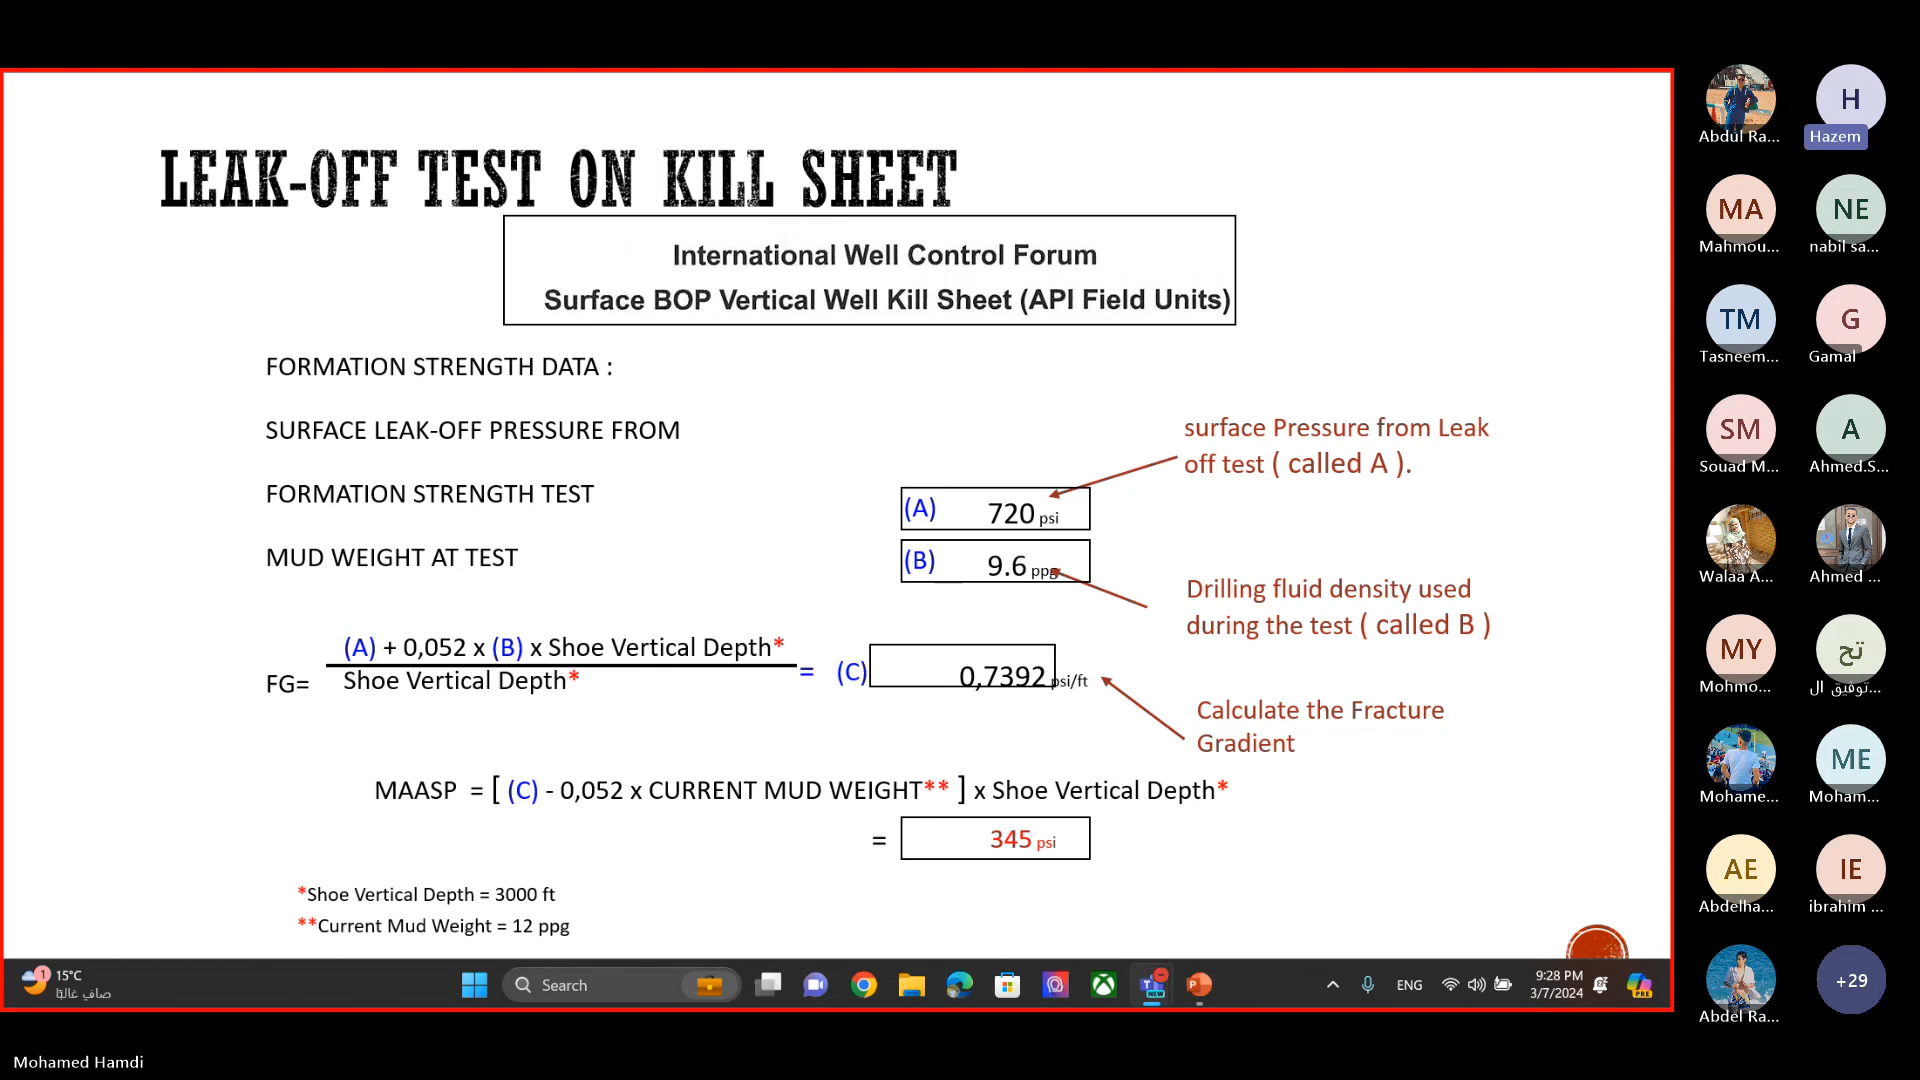 LEAK-OFF TEST ON KILL SHEET
International Well Control Forum
Surface BOP Vertical Well Kill Sheet (API Field Units)
FORMATION STRENGTH DATA :
SURFACE LEAK-OFF PRESSURE FROM
FORMATION STRENGTH TEST
(A) 720 psi
surface Pressure from Leak
off test ( called A ).
MUD WEIGHT AT TEST
(B) 9.6 ppg
Drilling fluid density used
during the test ( called B )
(A) + 0,052 x (B) x Shoe Vertical Depth*
FG=
Shoe Vertical Depth*
= (C) 0,7392 psi/ft
Calculate the Fracture
Gradient
MAASP = [ (C) - 0,052 x CURRENT MUD WEIGHT** ] x Shoe Vertical Depth*
= 345 psi
*Shoe Vertical Depth = 3000 ft
**Current Mud Weight = 12 ppg
1
15°C
صافٍ غالبًا
Search
NEW
ENG
9:28 PM
3/7/2024
PRE
Mohamed Hamdi
Abdul Ra...
H
Hazem
MA
Mahmou...
NE
nabil sa...
TM
Tasneem...
G
Gamal
SM
Souad M...
A
Ahmed.S...
Walaa A...
Ahmed ...
MY
Mohmo...
تح
توفيق ال...
Mohame...
ME
Moham...
AE
Abdelha...
IE
ibrahim ...
Abdel Ra...
+29